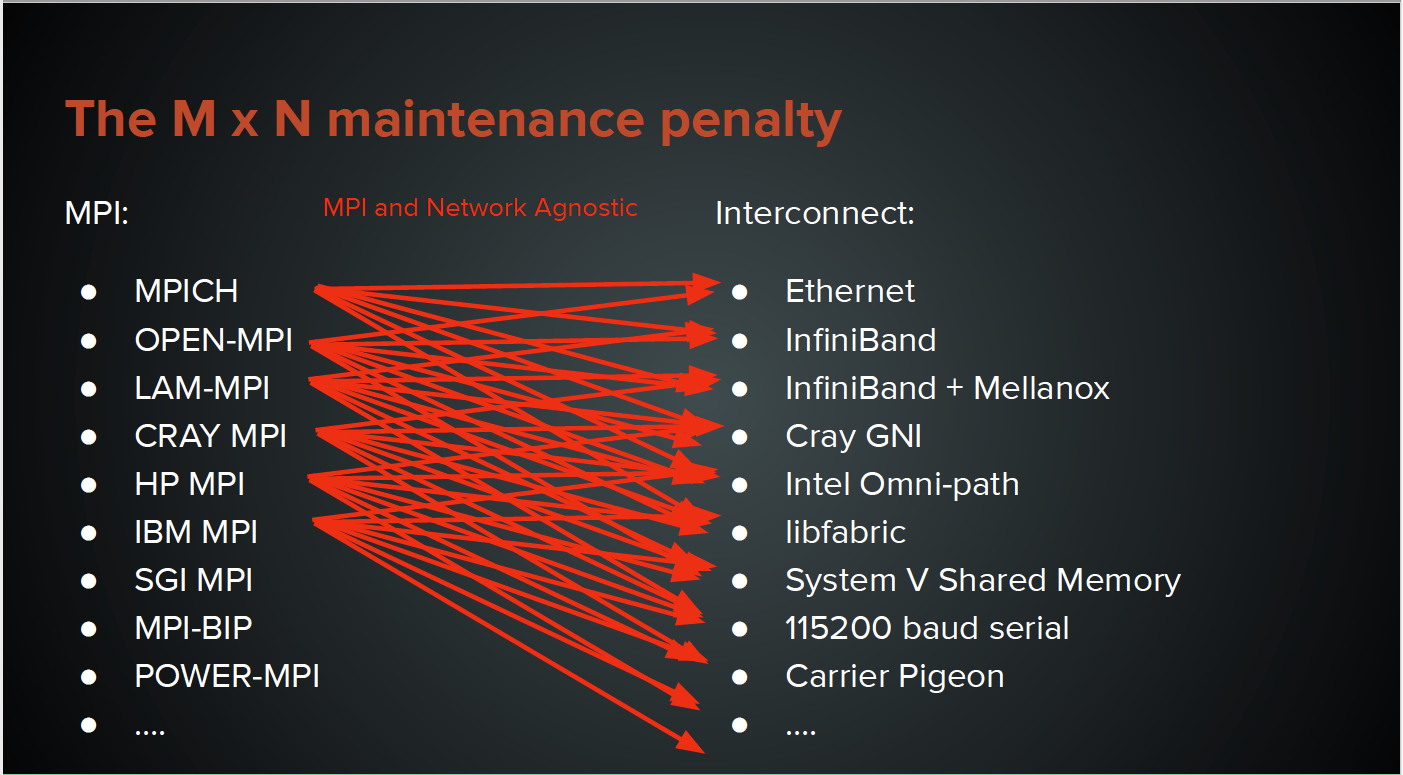 The M x N maintenance penalty
MPI:
MPI and Network Agnostic
Interconnect:
MPICH
OPEN-MPI
LAM-MPI
CRAY MPI
HP MPI
IBM MPI
SGI MPI
MPI-BIP
POWER-MPI
....
Ethernet
InfiniBand
InfiniBand + Mellanox
Cray GNI
Intel Omni-path
libfabric
System V Shared Memory
115200 baud serial
Carrier Pigeon
....